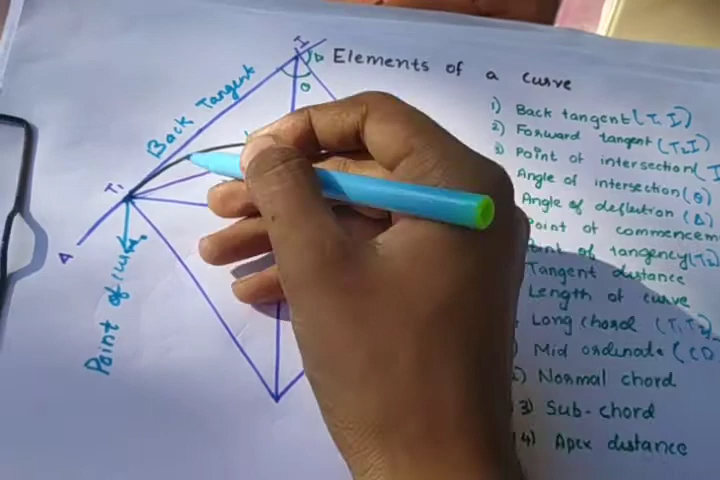 Elements of a curve
1) Back tangent (T, I)
2) Forward tangent (T2I)
3) Point of intersection (I
Angle of intersection (θ)
Angle of deflection (Δ)
Point of commencem
of tangency (T2)
Tangent distance
Length of curve
Long chord (T1T2)
) Mid ordinate (CD
) Normal chord
3) Sub-chord
14) Apex distance
I
Δ
θ
Back Tangent
T1
A
Point of curve